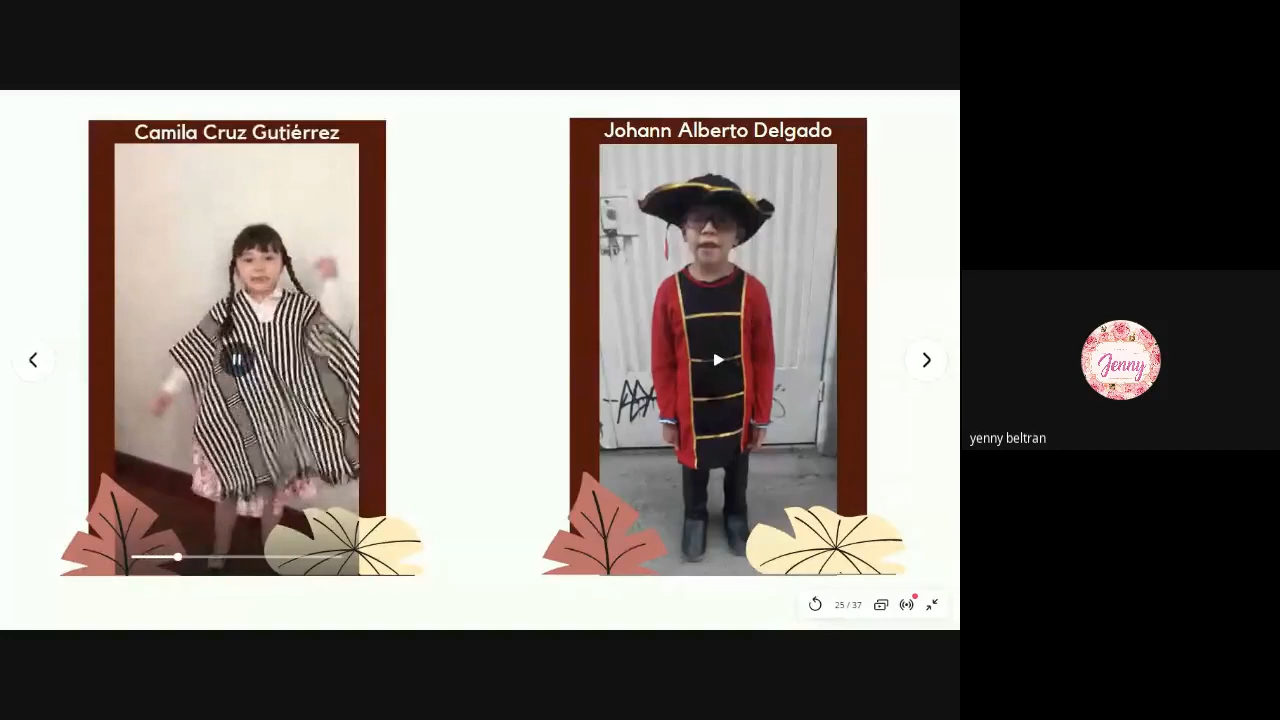 Camila Cruz Gutiérrez
Johann Alberto Delgado
25 / 37
Jenny
yenny beltran